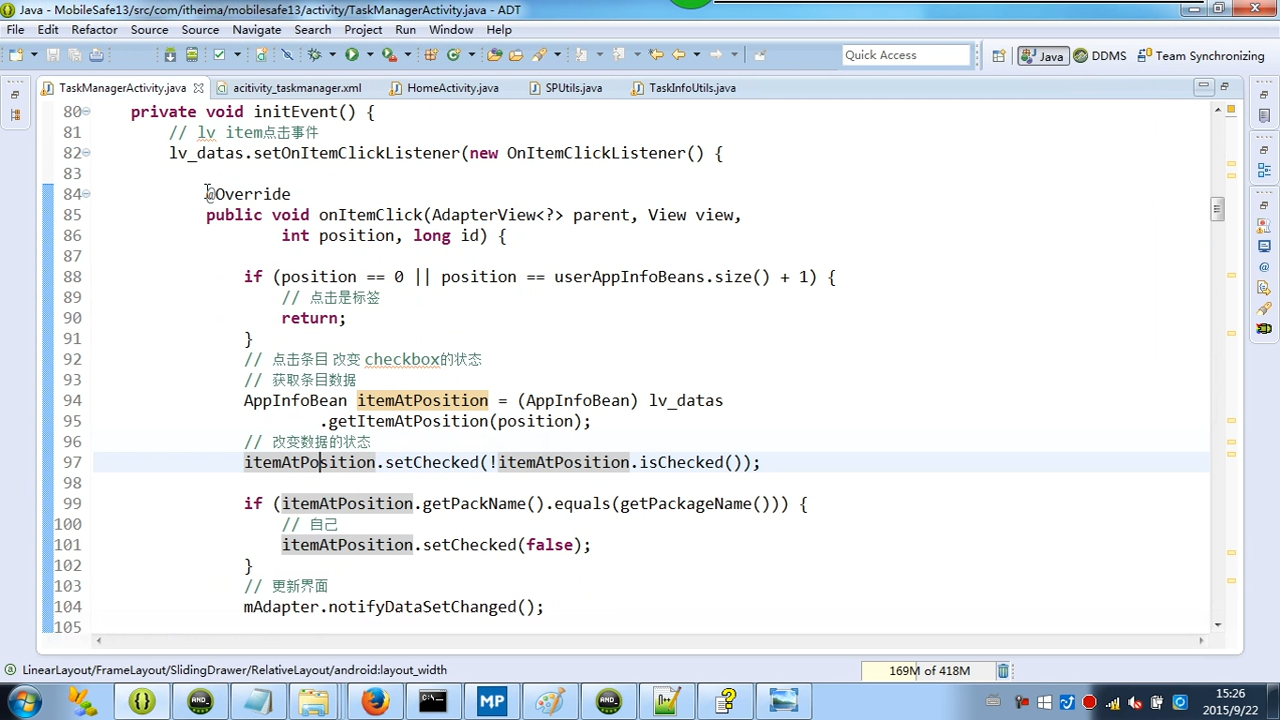 Java - MobileSafe13/src/com/itheima/mobilesafe13/activity/TaskManagerActivity.java - ADT
File Edit Refactoring Source Source Navigate Search Project Run Window Help
Quick Access
Java
DDMS
Team Synchronizing
TaskManagerActivity.java
acitivity_taskmanager.xml
HomeActivity.java
SPUtils.java
TaskInfoUtils.java
80 private void initEvent() {
81 // lv item点击事件
82 lv_datas.setOnItemClickListener(new OnItemClickListener() {
83
84 @Override
85 public void onItemClick(AdapterView<?> parent, View view,
86 int position, long id) {
87
88 if (position == 0 || position == userAppInfoBeans.size() + 1) {
89 // 点击是标签
90 return;
91 }
92 // 点击条目 改变 checkbox的状态
93 // 获取条目数据
94 AppInfoBean itemAtPosition = (AppInfoBean) lv_datas
95 .getItemAtPosition(position);
96 // 改变数据的状态
97 itemAtPosition.setChecked(!itemAtPosition.isChecked());
98
99 if (itemAtPosition.getPackName().equals(getPackageName())) {
100 // 自己
101 itemAtPosition.setChecked(false);
102 }
103 // 更新界面
104 mAdapter.notifyDataSetChanged();
105
LinearLayout/FrameLayout/SlidingDrawer/RelativeLayout/android:layout_width
169M of 418M
MP
15:26
2015/9/22